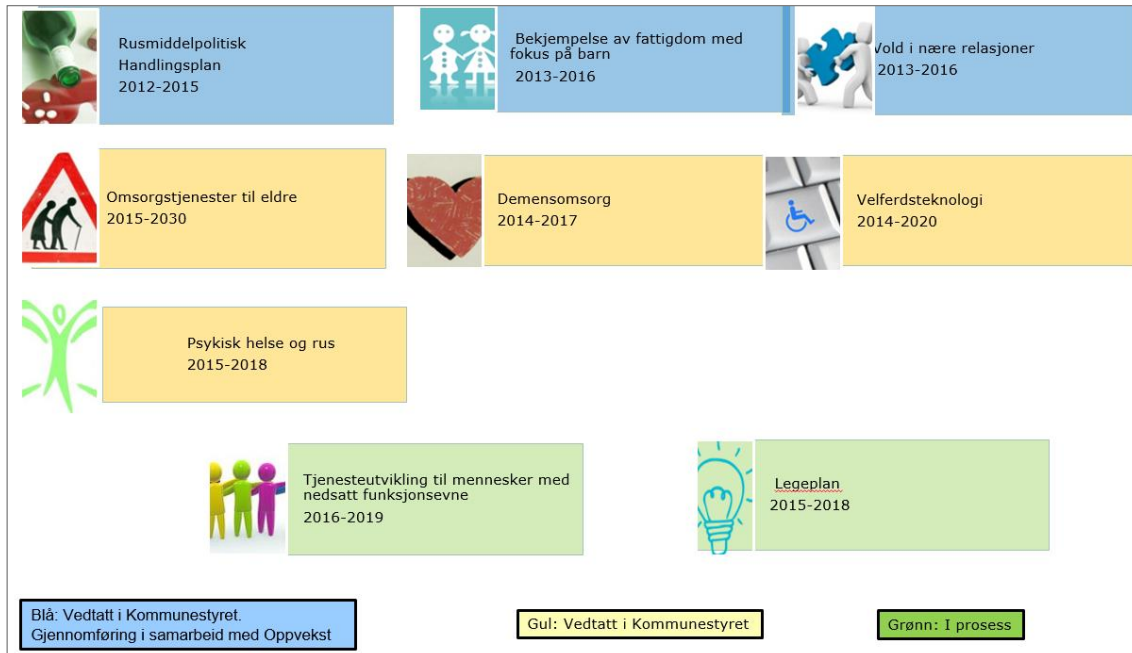 Rusmiddelpolitisk
Handlingsplan
2012-2015
Bekjempelse av fattigdom med
fokus på barn
2013-2016
Vold i nære relasjoner
2013-2016
Omsorgstjenester til eldre
2015-2030
Demensomsorg
2014-2017
Velferdsteknologi
2014-2020
Psykisk helse og rus
2015-2018
Tjenesteutvikling til mennesker med
nedsatt funksjonsevne
2016-2019
Legeplan
2015-2018
Blå: Vedtatt i Kommunestyret.
Gjennomføring i samarbeid med Oppvekst
Gul: Vedtatt i Kommunestyret
Grønn: I prosess